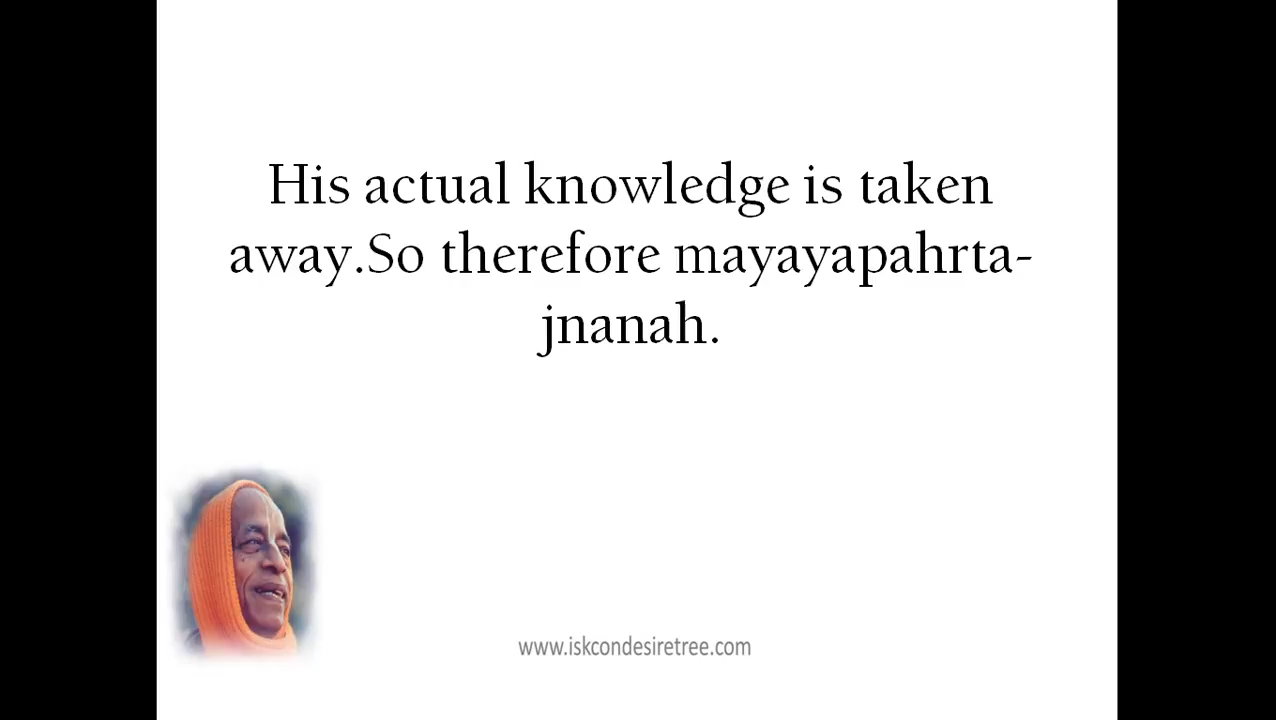 His actual knowledge is taken
away.So therefore mayayapahrta-
jnanah.
www.iskcondesiretree.com